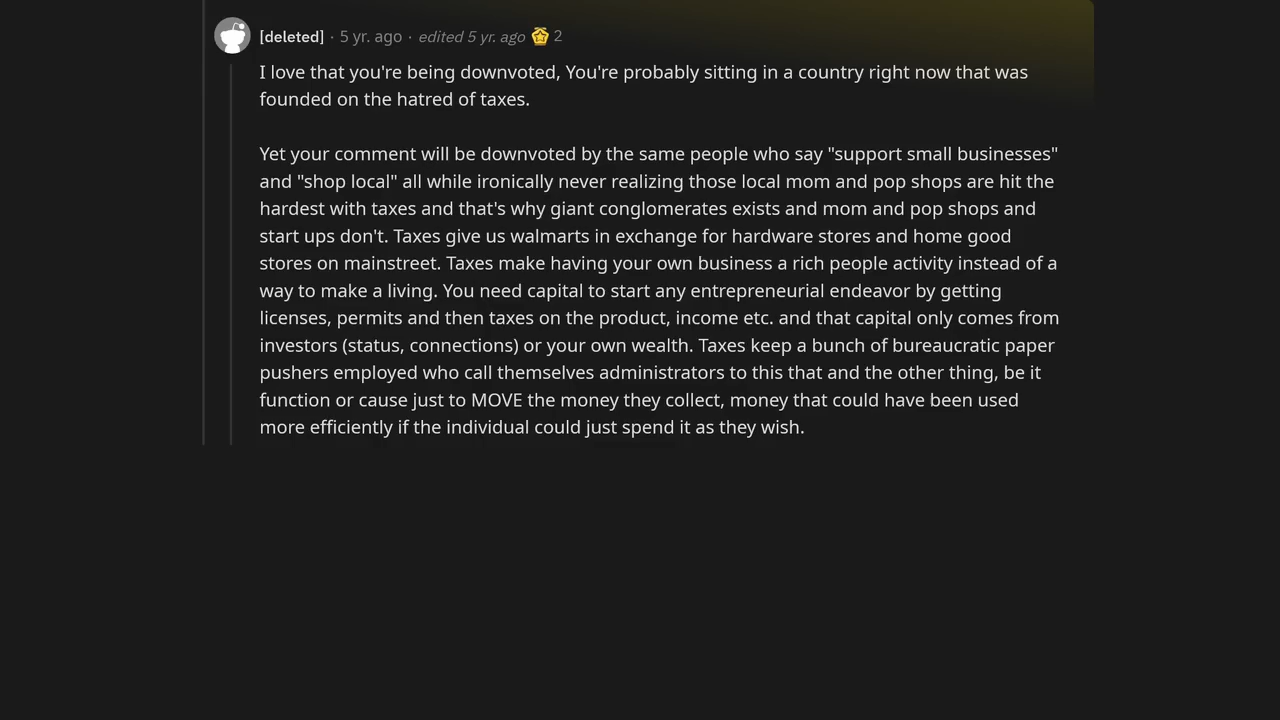 [deleted] · 5 yr. ago · edited 5 yr. ago 2
I love that you're being downvoted, You're probably sitting in a country right now that was
founded on the hatred of taxes.
Yet your comment will be downvoted by the same people who say "support small businesses"
and "shop local" all while ironically never realizing those local mom and pop shops are hit the
hardest with taxes and that's why giant conglomerates exists and mom and pop shops and
start ups don't. Taxes give us walmarts in exchange for hardware stores and home good
stores on mainstreet. Taxes make having your own business a rich people activity instead of a
way to make a living. You need capital to start any entrepreneurial endeavor by getting
licenses, permits and then taxes on the product, income etc. and that capital only comes from
investors (status, connections) or your own wealth. Taxes keep a bunch of bureaucratic paper
pushers employed who call themselves administrators to this that and the other thing, be it
function or cause just to MOVE the money they collect, money that could have been used
more efficiently if the individual could just spend it as they wish.